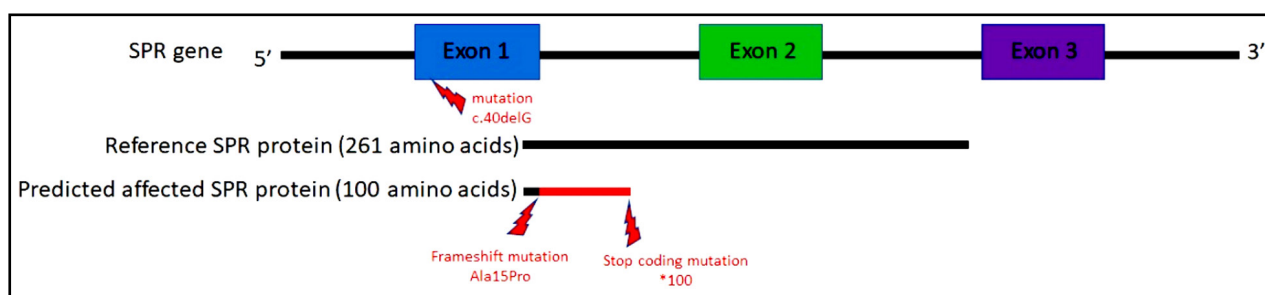 SPR gene 5’ Exon 1 Exon 2 Exon 3 3’
mutation
c.40delG
Reference SPR protein (261 amino acids)
Predicted affected SPR protein (100 amino acids)
Frameshift mutation
Ala15Pro
Stop coding mutation
*100